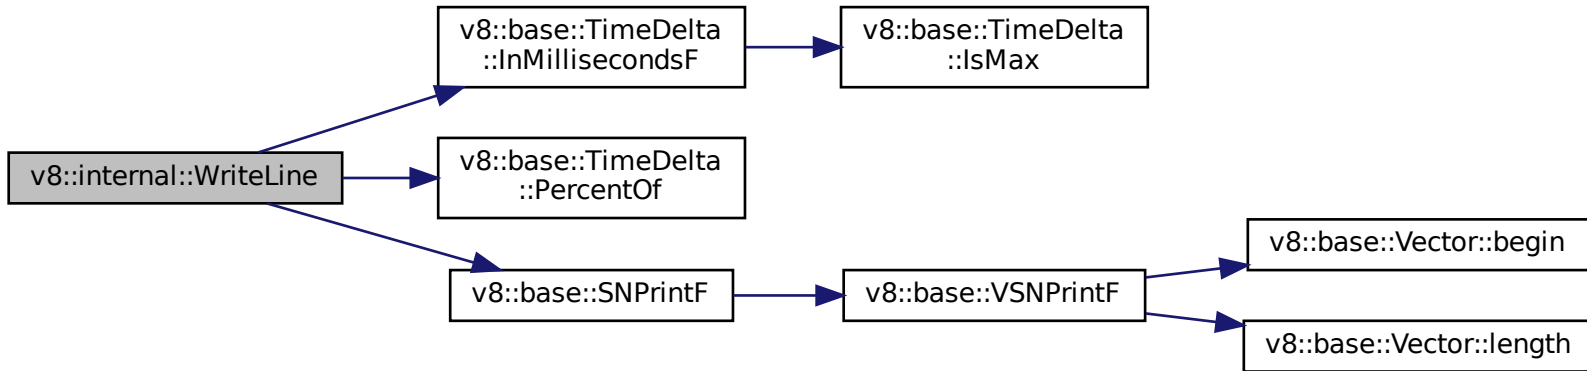 v8::base::TimeDelta
::InMillisecondsF
v8::base::TimeDelta
::IsMax
v8::internal::WriteLine
v8::base::TimeDelta
::PercentOf
v8::base::SNPrintF
v8::base::VSNPrintF
v8::base::Vector::begin
v8::base::Vector::length